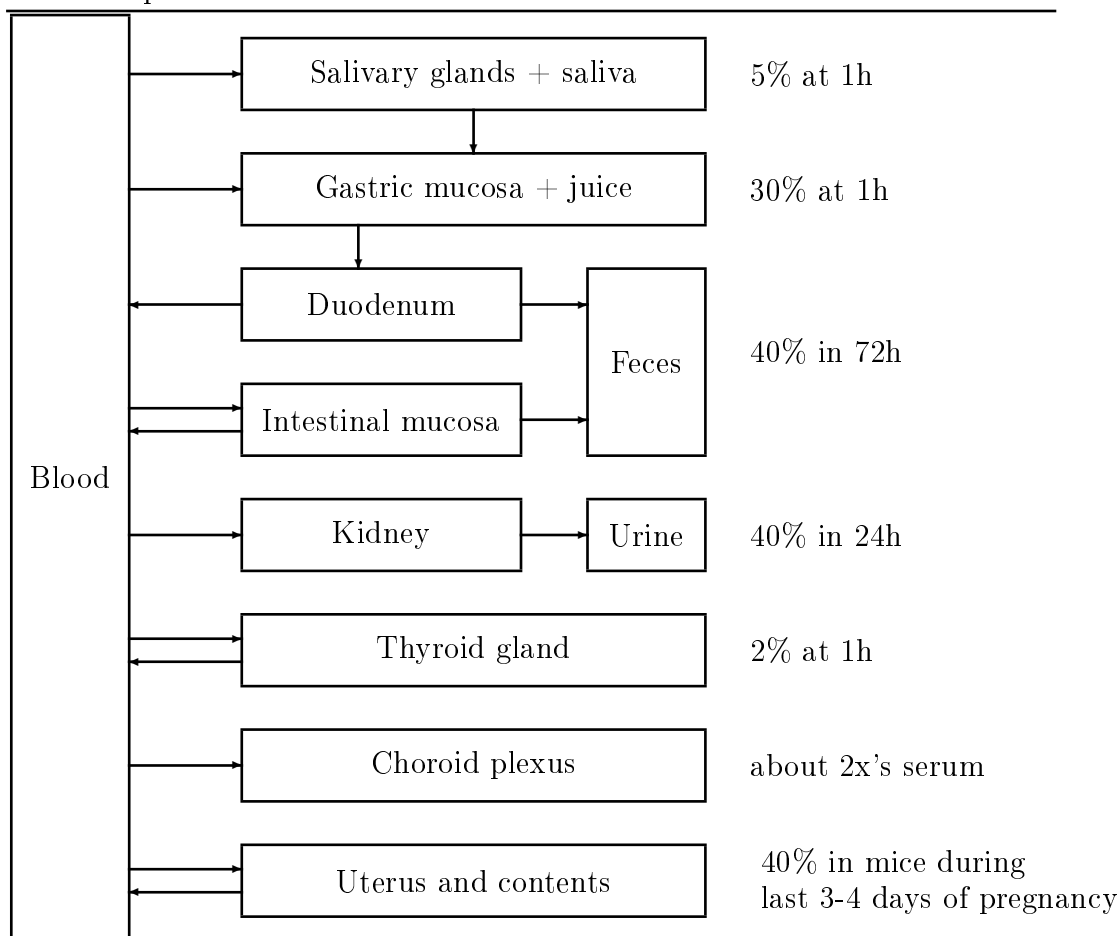 Salivary glands + saliva
5% at 1h
Gastric mucosa + juice
30% at 1h
Duodenum
Feces
40% in 72h
Intestinal mucosa
Blood
Kidney
Urine
40% in 24h
Thyroid gland
2% at 1h
Choroid plexus
about 2x's serum
Uterus and contents
40% in mice during
last 3-4 days of pregnancy